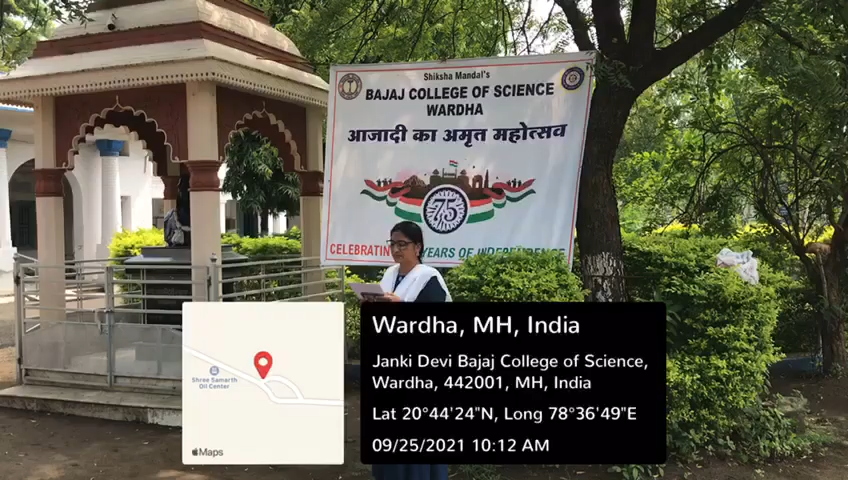 Shiksha Mandal's
BAJAJ COLLEGE OF SCIENCE
WARDHA
आजादी का अमृत महोत्सव
75
CELEBRATING YEARS OF INDEPENDENCE
Wardha, MH, India
Janki Devi Bajaj College of Science,
Wardha, 442001, MH, India
Lat 20°44'24"N, Long 78°36'49"E
09/25/2021 10:12 AM
Shree Samarth
Oil Center
Maps